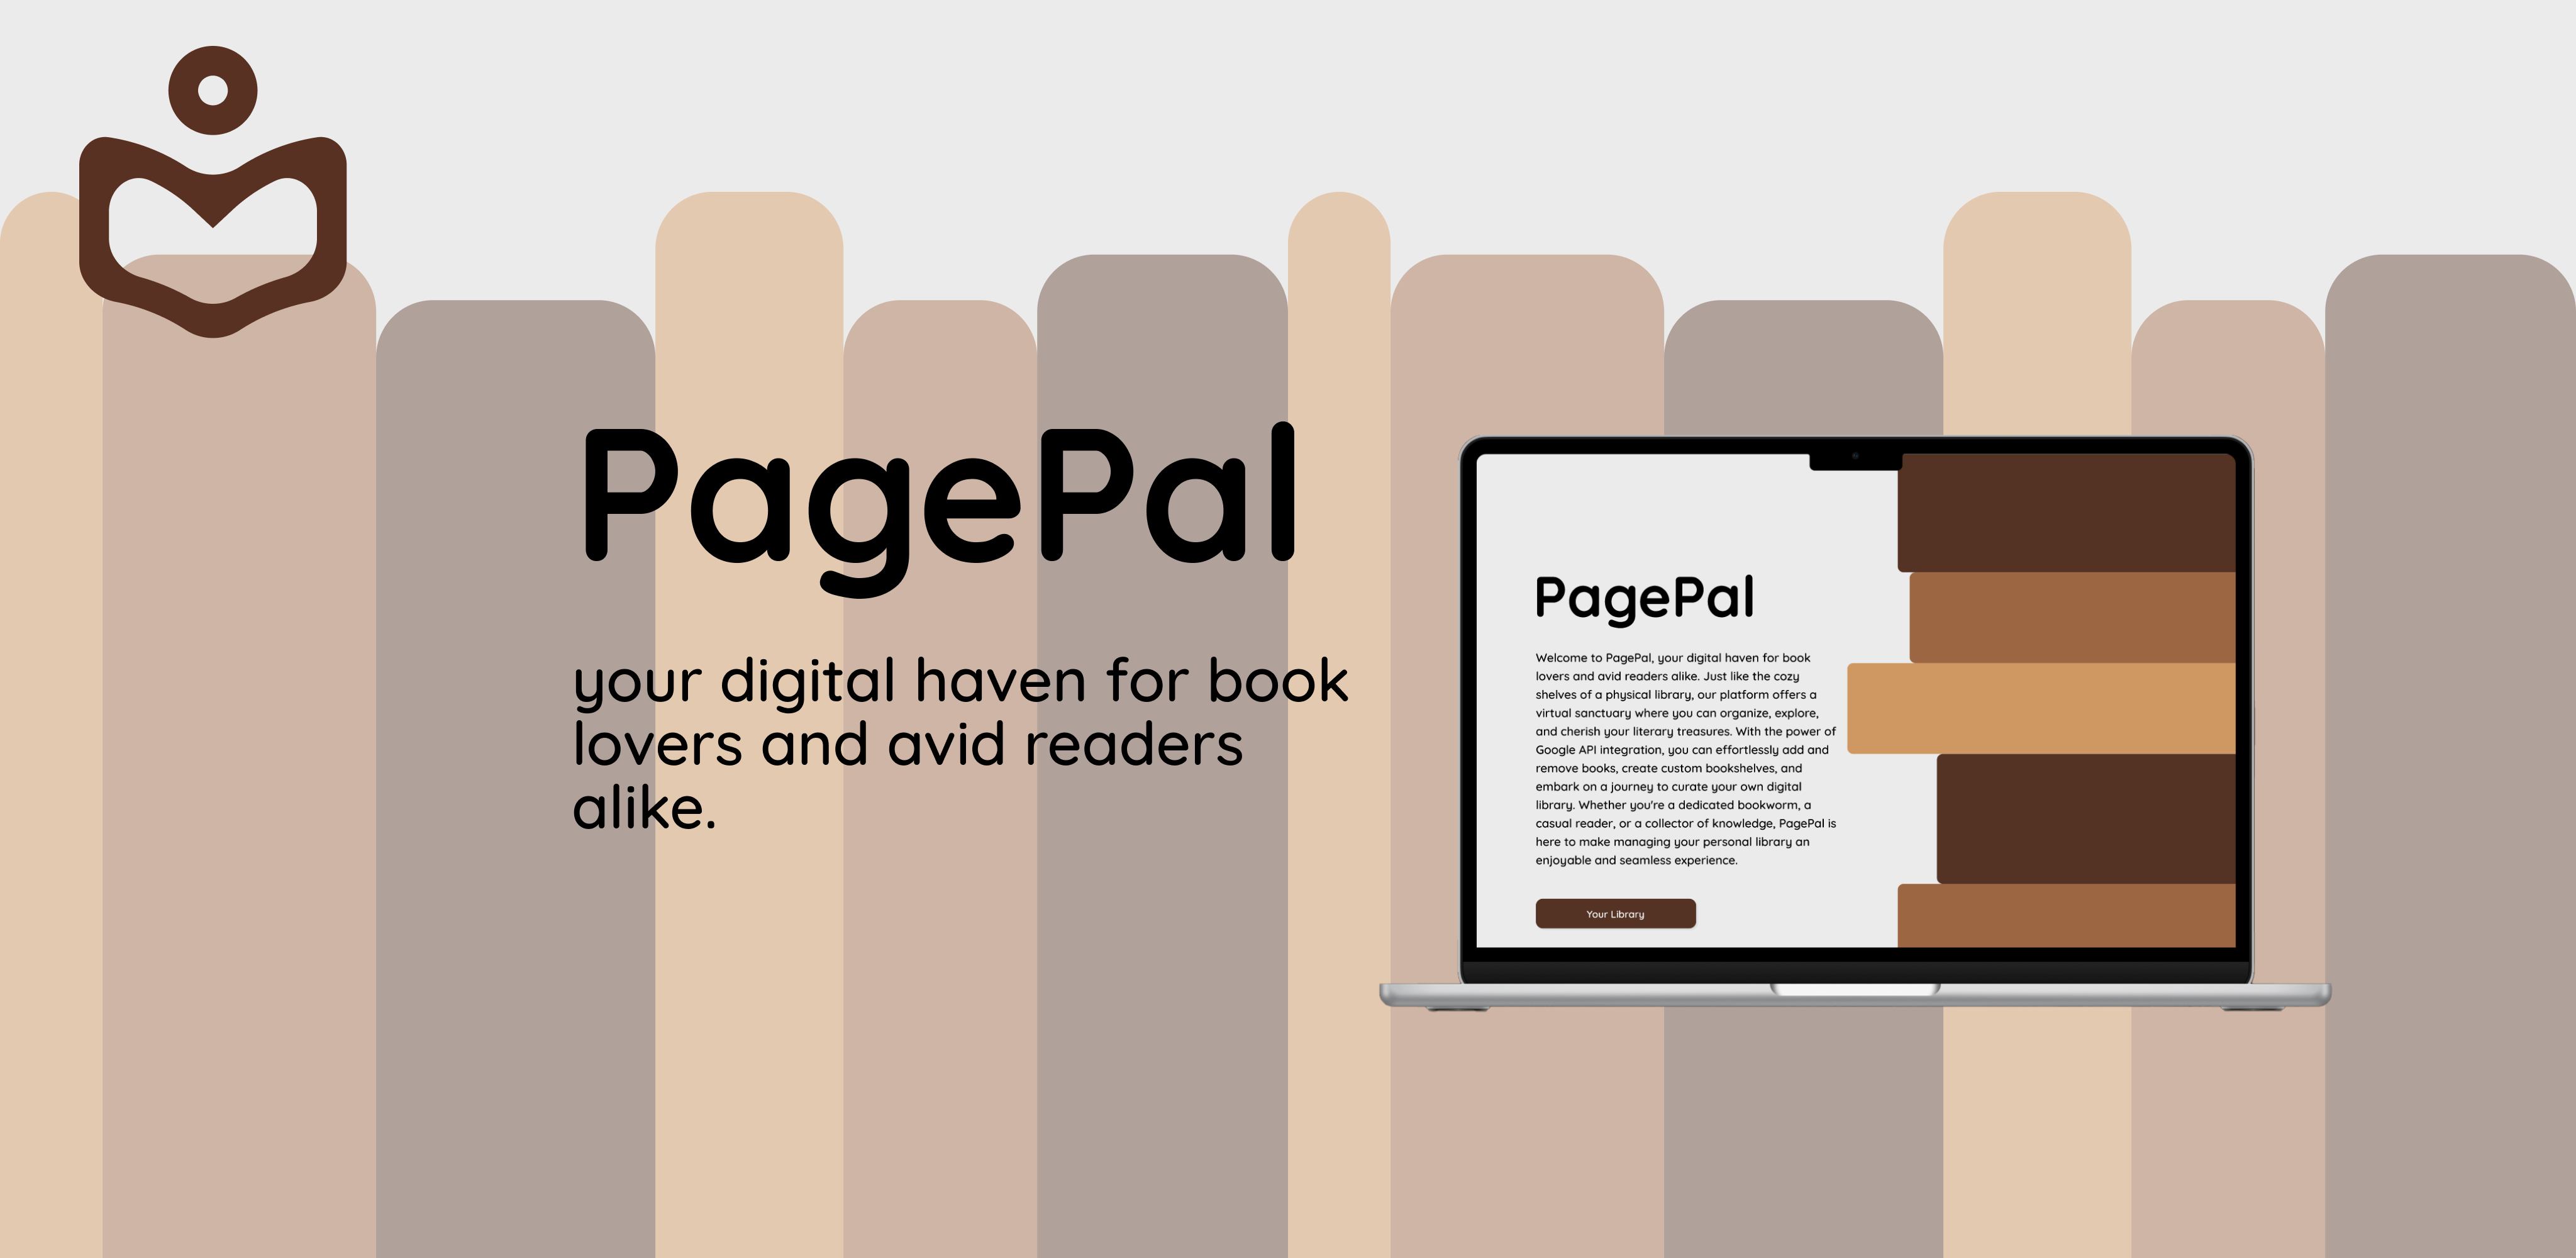 PagePal
your digital haven for book
lovers and avid readers
alike.
PagePal
Welcome to PagePal, your digital haven for book
lovers and avid readers alike. Just like the cozy
shelves of a physical library, our platform offers a
virtual sanctuary where you can organize, explore,
and cherish your literary treasures. With the power of
Google API integration, you can effortlessly add and
remove books, create custom bookshelves, and
embark on a journey to curate your own digital
library. Whether you're a dedicated bookworm, a
casual reader, or a collector of knowledge, PagePal is
here to make managing your personal library an
enjoyable and seamless experience.
Your Library